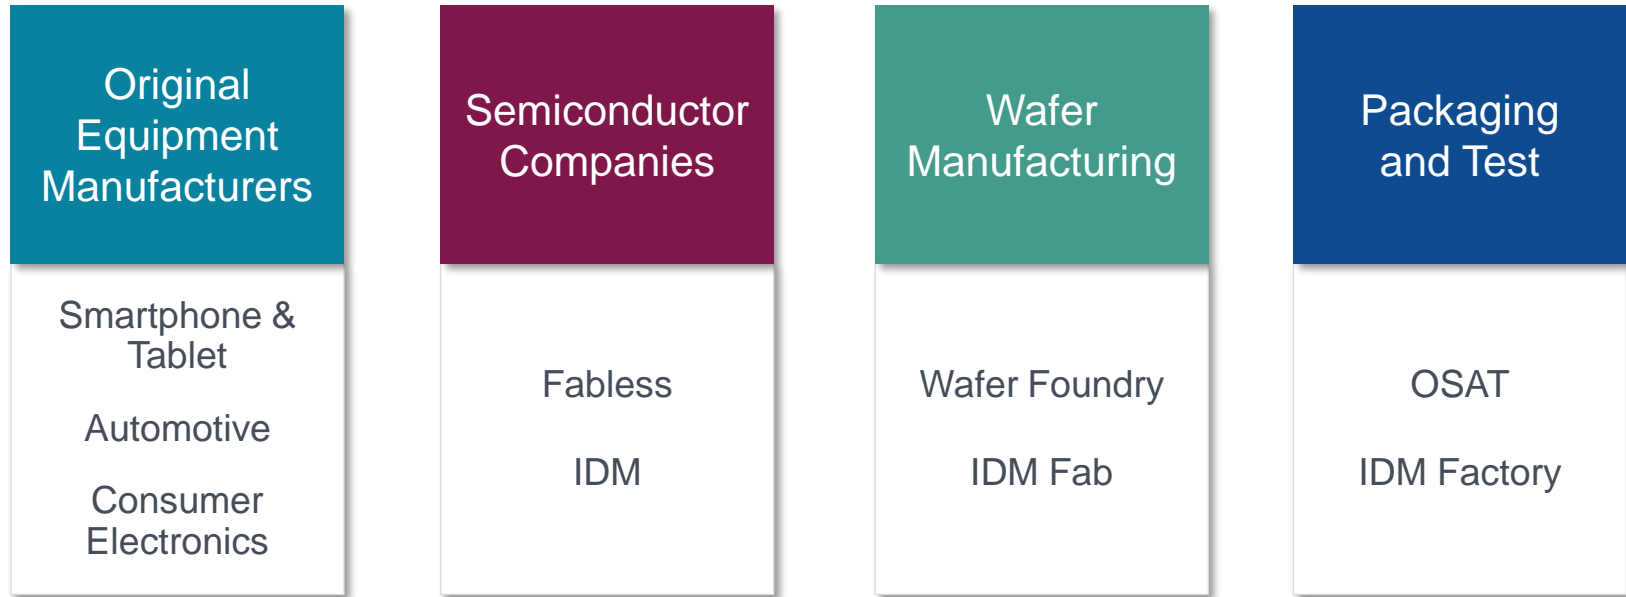 Original
Equipment
Manufacturers
Smartphone &
Tablet
Automotive
Consumer
Electronics
Semiconductor
Companies
Fabless
IDM
Wafer
Manufacturing
Wafer Foundry
IDM Fab
Packaging
and Test
OSAT
IDM Factory